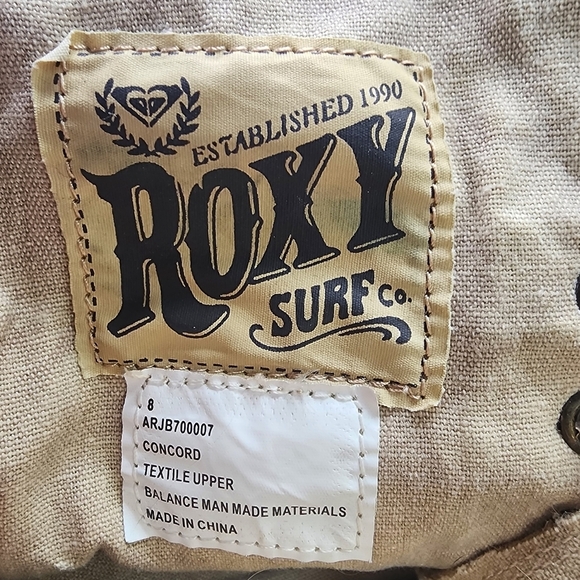 ESTABLISHED 1990
ROXY
SURF Co.
8
ARJB700007
CONCORD
TEXTILE UPPER
BALANCE MAN MADE MATERIALS
MADE IN CHINA